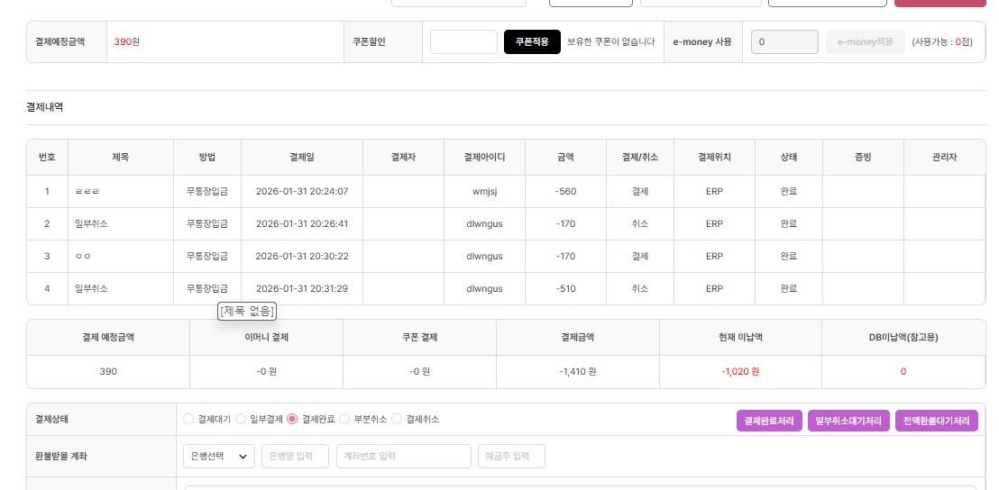 결제예정금액 390원 쿠폰할인 쿠폰적용 보유한 쿠폰이 없습니다 e-money 사용 0 e-money적용 (사용가능 : 0점)
결제내역
번호 제목 방법 결제일 결제자 결제아이디 금액 결제/취소 결제위치 상태 증빙 관리자
1 ㄹㄹㄹ 무통장입금 2026-01-31 20:24:07 wmjsj -560 결제 ERP 완료
2 일부취소 무통장입금 2026-01-31 20:26:41 dlwngus -170 취소 ERP 완료
3 ㅇㅇ 무통장입금 2026-01-31 20:30:22 dlwngus -170 결제 ERP 완료
4 일부취소 무통장입금 2026-01-31 20:31:29 dlwngus -510 취소 ERP 완료
[제목 없음]
결제 예정금액 이머니 결제 쿠폰 결제 결제금액 현재 미납액 DB미납액(참고용)
390 -0 원 -0 원 -1,410 원 -1,020 원 0
결제상태 결제대기 일부결제 결제완료 부분취소 결제취소 결제완료처리 일부취소대기처리 전액환불대기처리
환불받을 계좌 은행선택 은행명 입력 계좌번호 입력 예금주 입력